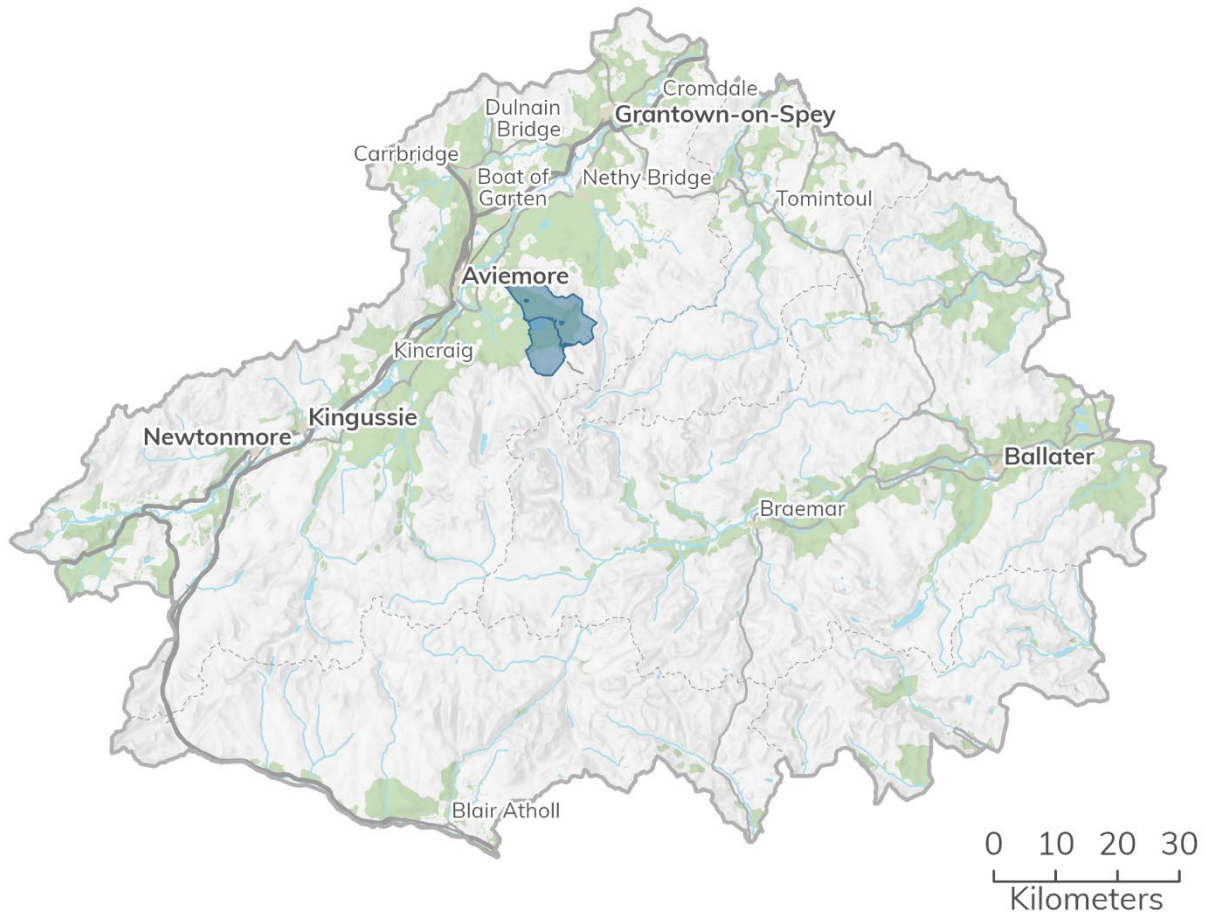 Cromdale
Dulnain
Bridge
Grantown-on-Spey
Carrbridge
Boat of
Garten
Nethy Bridge
Tomintoul
Aviemore
Kincraig
Kingussie
Newtonmore
Ballater
Braemar
Blair Atholl
0 10 20 30
Kilometers